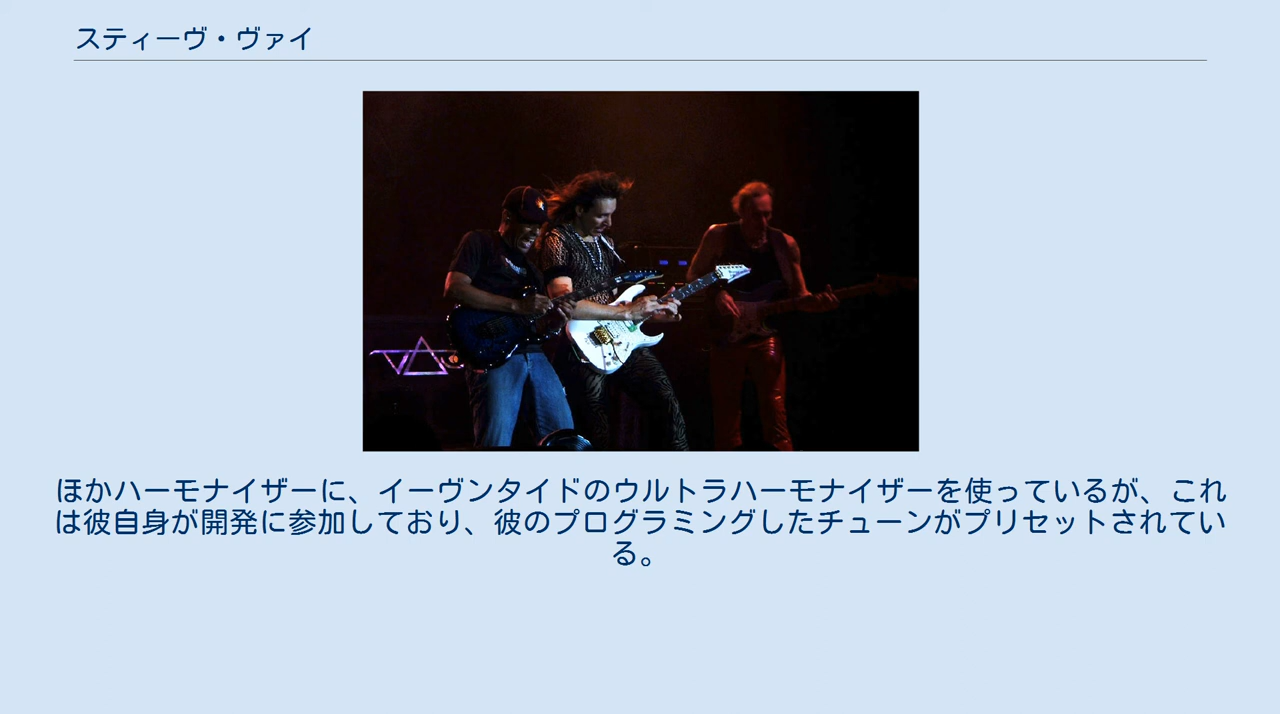 スティーヴ・ヴァイ
ほかハーモナイザーに、イーヴンタイドのウルトラハーモナイザーを使っているが、これ
は彼自身が開発に参加しており、彼のプログラミングしたチューンがプリセットされてい
る。